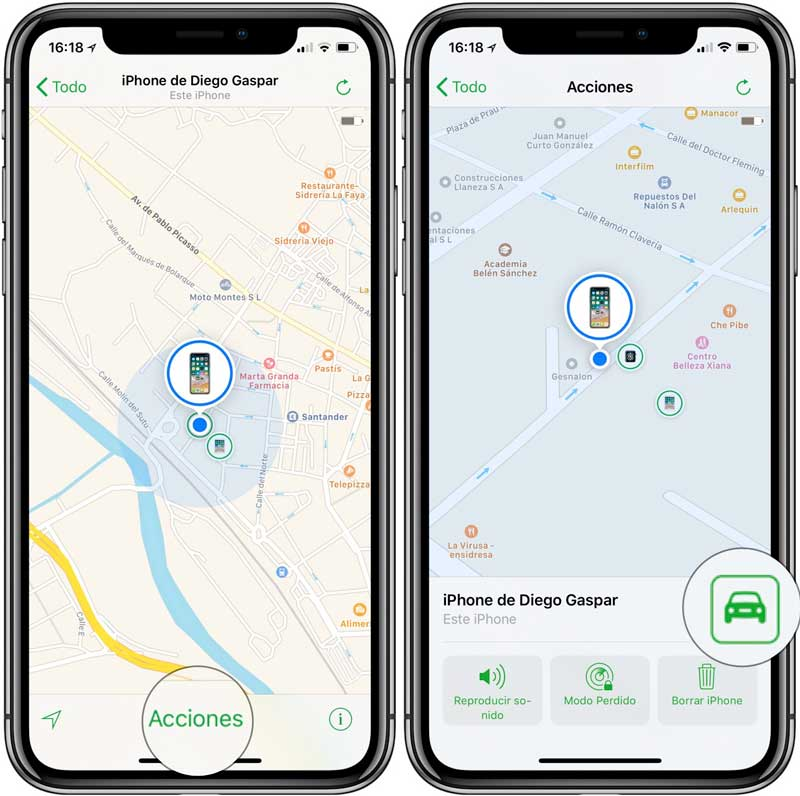 16:18
Todo
iPhone de Diego Gaspar
Este iPhone
Restaurante-
Sidrería La Faya
Av. de Pablo Picasso
Sidrería Viejo
Calle del Marqués de Bolarque
Calle de Alfonso
Moto Montes S L
Marta Granda
Farmacia
Pastis
La G
Pizza
Calle Molín del Sutu
Santander
Calle del Norte
Telepizza
Calle E
Alimer
Acciones
16:18
Todo
Acciones
Manacor
Plaza de Prau
Juan Manuel
Curto González
Calle del Doctor Fleming
Interfilm
Construcciones
Llaneza S A
Repuestos Del
Nalón S A
Arlequin
entaciones
al S L
Calle Ramón Clavería
Academia
Belén Sánchez
Che Pibe
Centro
Belleza Xiana
Gesnalon
La Virusa -
ensidresa
iPhone de Diego Gaspar
Este iPhone
Reproducir so-
nido
Modo Perdido
Borrar iPhone